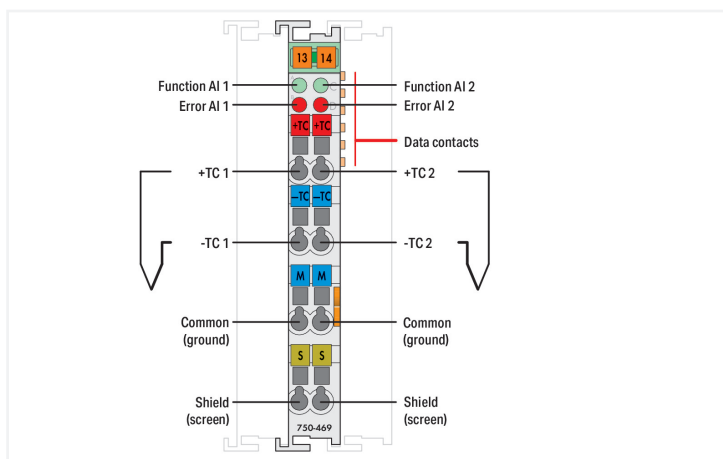 13 14
Function AI 1
Function AI 2
C
Error AI 1
Error AI 2
D
+TC +TC
Data contacts
+TC 1
+TC 2
–TC –TC
-TC 1
-TC 2
M M
Common
(ground)
Common
(ground)
S S
Shield
(screen)
Shield
(screen)
750-469